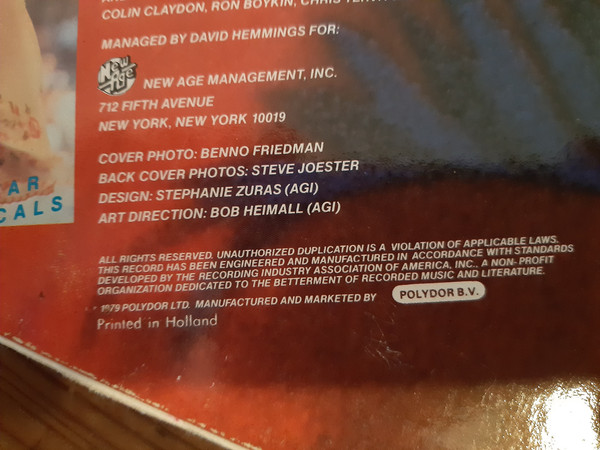 COLIN CLAYDON, RON BOYKIN, CHRIS
MANAGED BY DAVID HEMMINGS FOR:
New Age
NEW AGE MANAGEMENT, INC.
712 FIFTH AVENUE
NEW YORK, NEW YORK 10019
COVER PHOTO: BENNO FRIEDMAN
BACK COVER PHOTOS: STEVE JOESTER
DESIGN: STEPHANIE ZURAS (AGI)
ART DIRECTION: BOB HEIMALL (AGI)
AR
CALS
ALL RIGHTS RESERVED. UNAUTHORIZED DUPLICATION IS A VIOLATION OF APPLICABLE LAWS.
THIS RECORD HAS BEEN ENGINEERED AND MANUFACTURED IN ACCORDANCE WITH STANDARDS
DEVELOPED BY THE RECORDING INDUSTRY ASSOCIATION OF AMERICA, INC., A NON-PROFIT
ORGANIZATION DEDICATED TO THE BETTERMENT OF RECORDED MUSIC AND LITERATURE.
1979 POLYDOR LTD. MANUFACTURED AND MARKETED BY POLYDOR B.V.
Printed in Holland